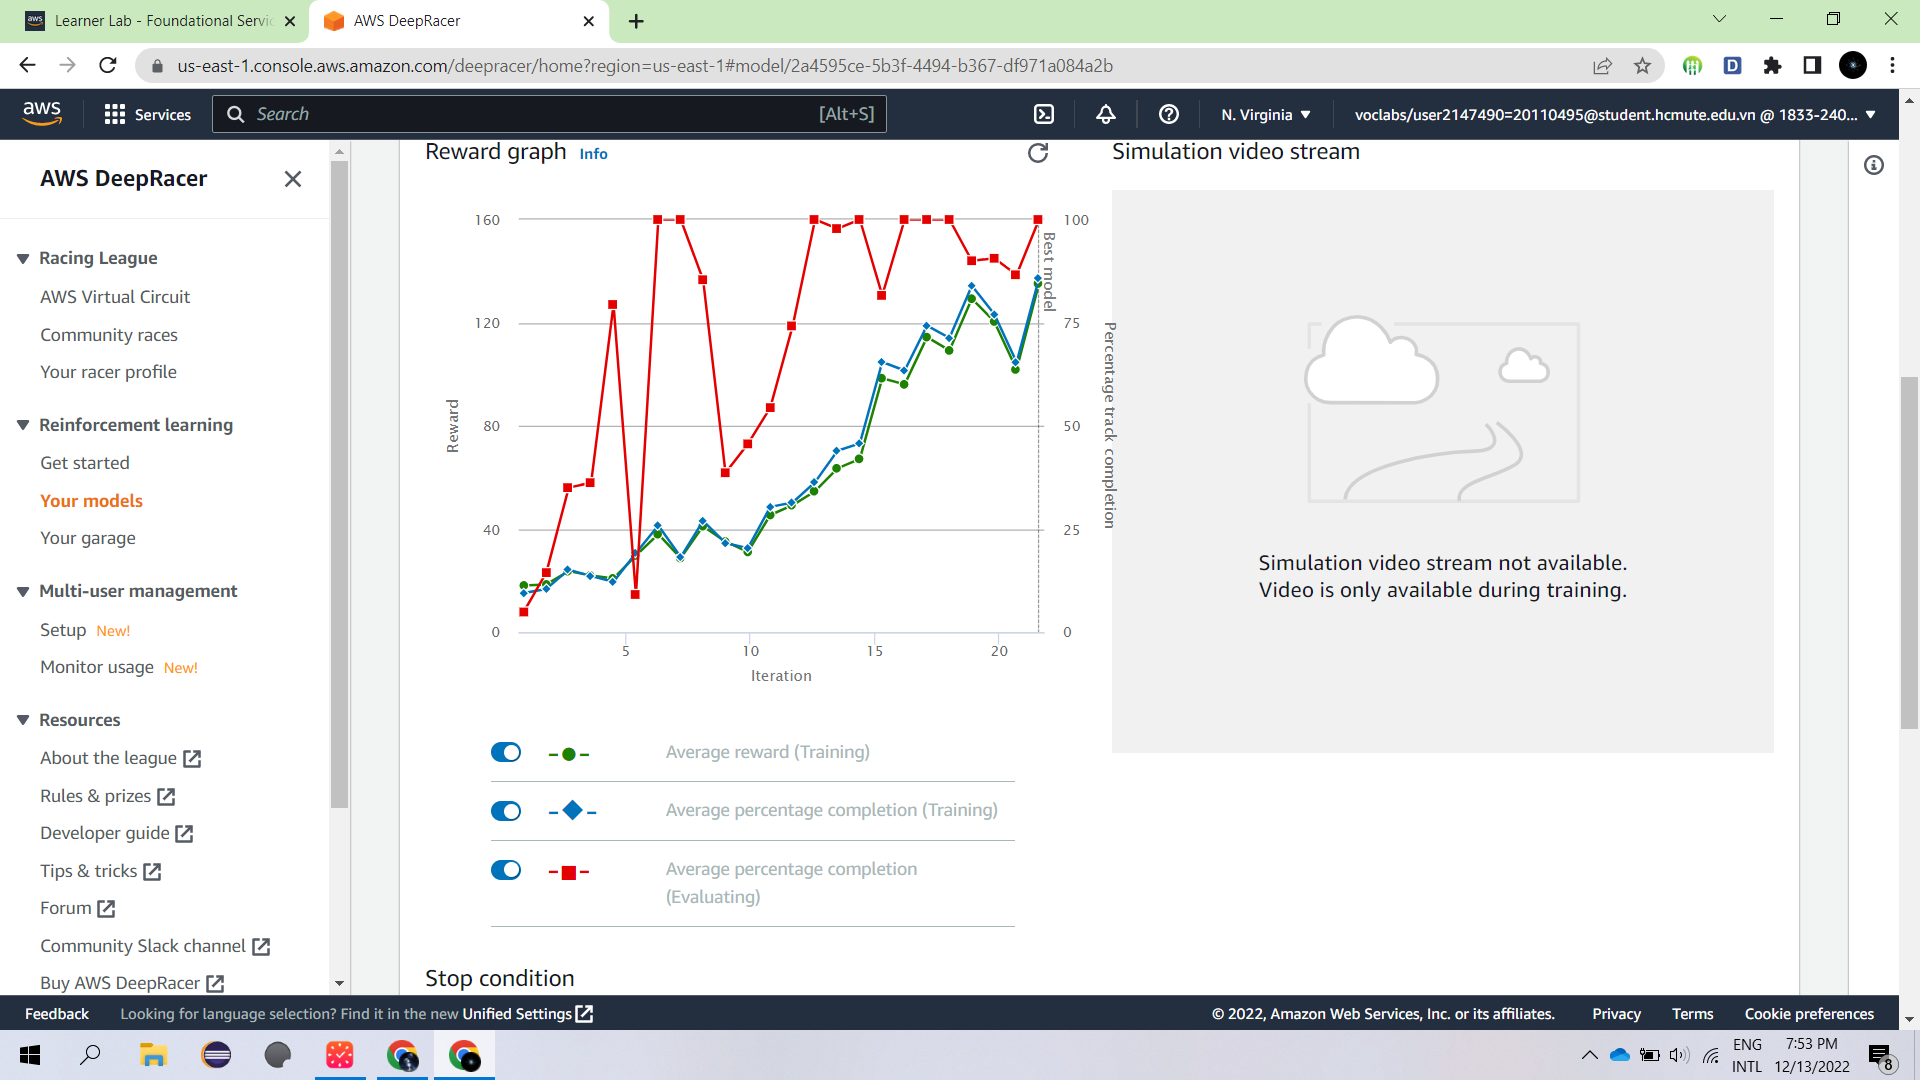 Learner Lab - Foundational Servic
AWS DeepRacer
us-east-1.console.aws.amazon.com/deepracer/home?region=us-east-1#model/2a4595ce-5b3f-4494-b367-df971a084a2b
D
aws
Services
Search
[Alt+S]
N. Virginia
voclabs/user2147490=20110495@student.hcmute.edu.vn @ 1833-240...
AWS DeepRacer
Racing League
AWS Virtual Circuit
Community races
Your racer profile
Reinforcement learning
Get started
Your models
Your garage
Multi-user management
Setup New!
Monitor usage New!
Resources
About the league
Rules & prizes
Developer guide
Tips & tricks
Forum
Community Slack channel
Buy AWS DeepRacer
Reward graph Info
160
120
80
40
0
Reward
100
75
50
25
0
Best model
Percentage track completion
5
10
15
20
Iteration
Average reward (Training)
Average percentage completion (Training)
Average percentage completion
(Evaluating)
Stop condition
Simulation video stream
Simulation video stream not available.
Video is only available during training.
Feedback
Looking for language selection? Find it in the new Unified Settings
© 2022, Amazon Web Services, Inc. or its affiliates.
Privacy
Terms
Cookie preferences
ENG
INTL
7:53 PM
12/13/2022
8